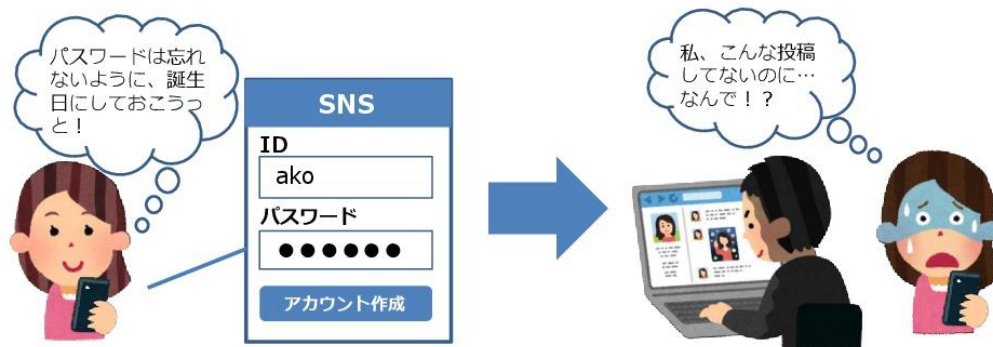 パスワードは忘れ
ないように、誕生
日にしておこうっ
と！
SNS
ID
ako
パスワード
●●●●●●
アカウント作成
私、こんな投稿
してないのに…
なんで！？